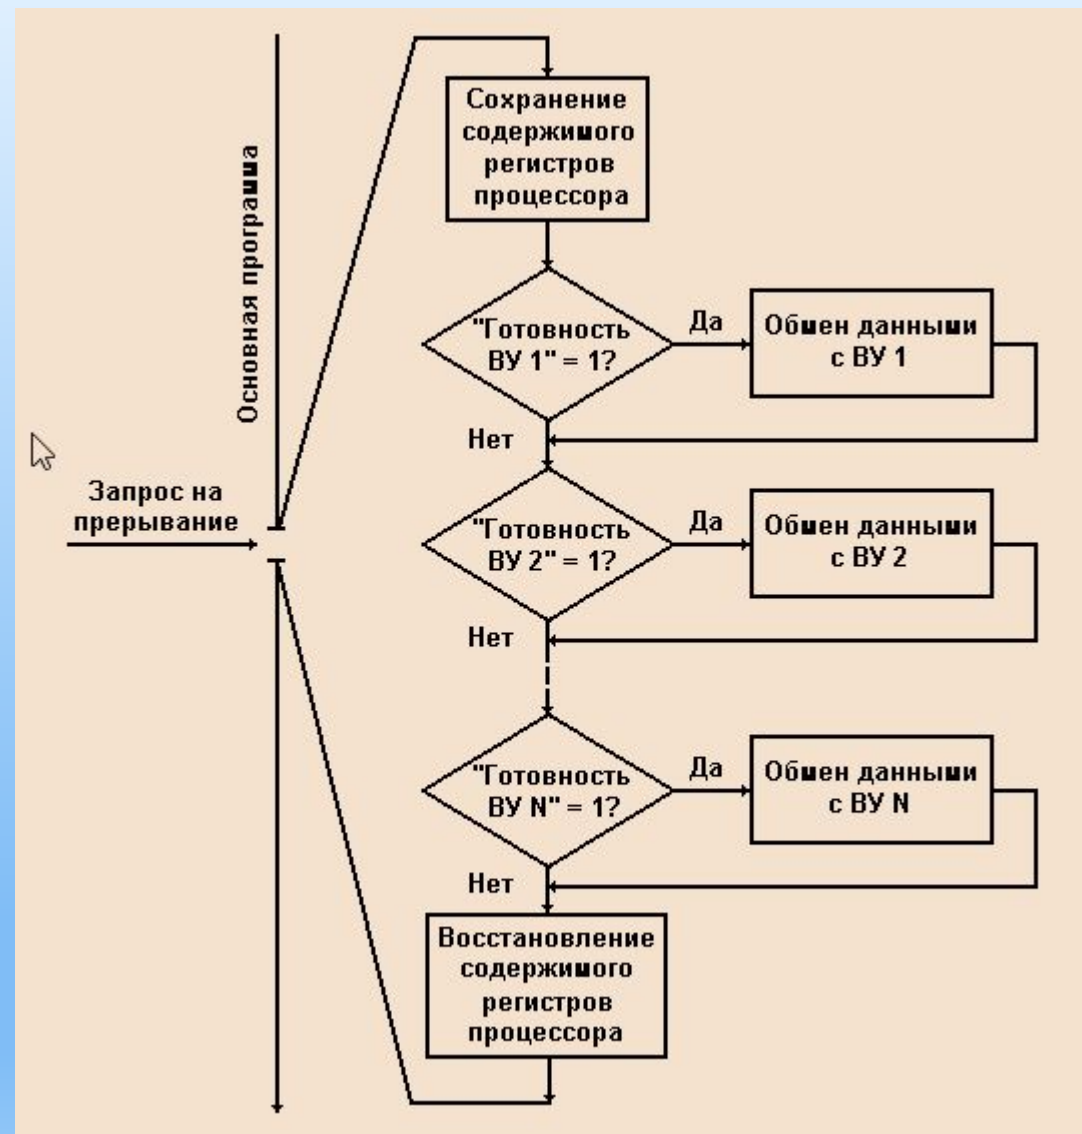 Основная программа
Запрос на
прерывание
Сохранение
содержимого
регистров
процессора
"Готовность
ВУ 1" = 1?
Да
Обмен данными
с ВУ 1
Нет
"Готовность
ВУ 2" = 1?
Да
Обмен данными
с ВУ 2
Нет
"Готовность
ВУ N" = 1?
Да
Обмен данными
с ВУ N
Нет
Восстановление
содержимого
регистров
процессора